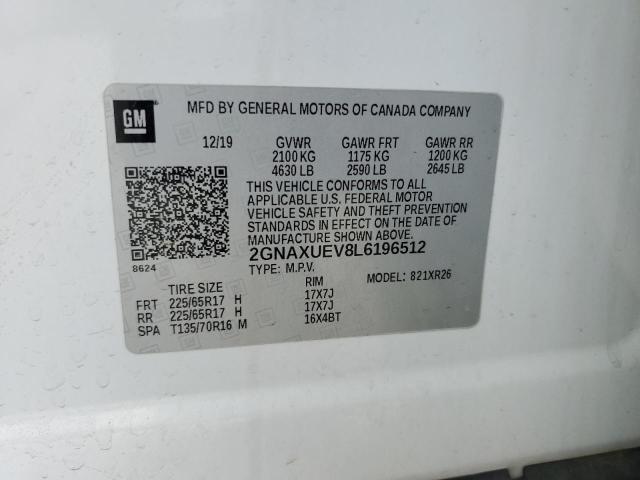 GM
MFD BY GENERAL MOTORS OF CANADA COMPANY
12/19 GVWR GAWR FRT GAWR RR
2100 KG 1175 KG 1200 KG
4630 LB 2590 LB 2645 LB
THIS VEHICLE CONFORMS TO ALL
APPLICABLE U.S. FEDERAL MOTOR
VEHICLE SAFETY AND THEFT PREVENTION
STANDARDS IN EFFECT ON THE DATE OF
MANUFACTURE SHOWN ABOVE.
2GNAXUEV8L6196512
8624
TYPE: M.P.V. MODEL: 821XR26
TIRE SIZE RIM
FRT 225/65R17 H 17X7J
RR 225/65R17 H 17X7J
SPA T135/70R16 M 16X4BT